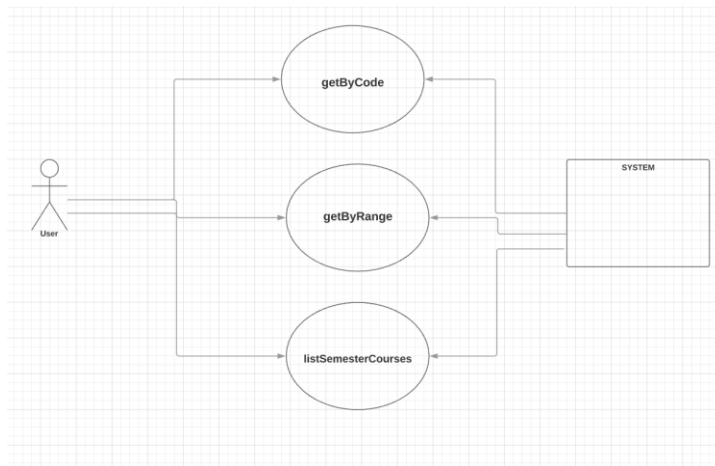 getByCode
SYSTEM
getByRange
User
listSemesterCourses